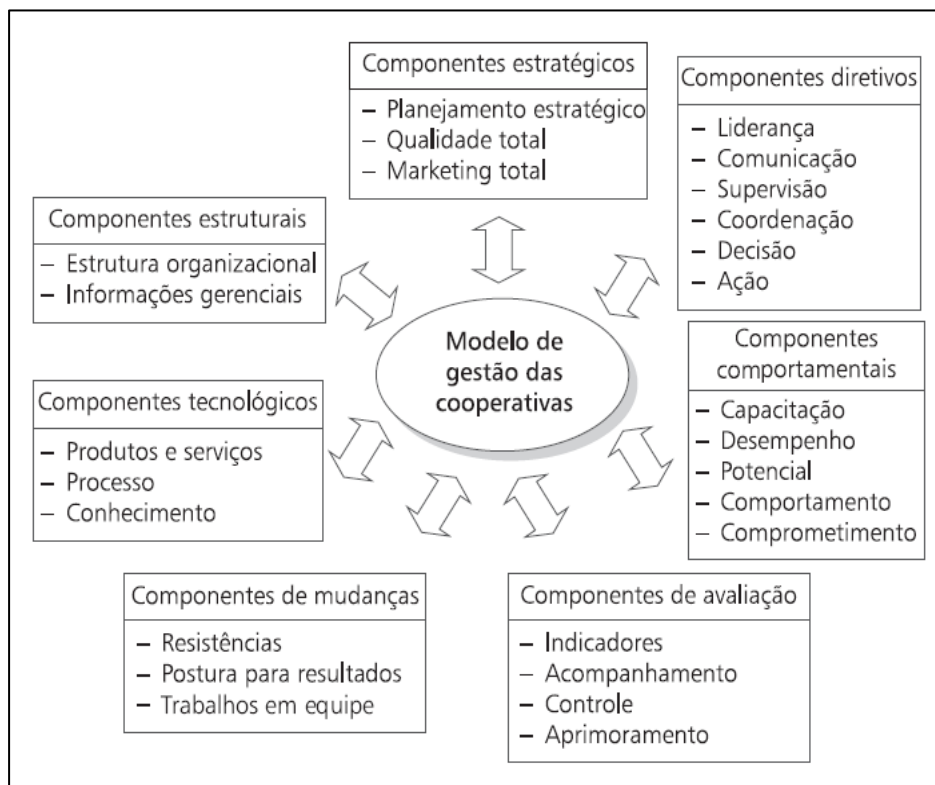 Componentes estratégicos
– Planejamento estratégico
– Qualidade total
– Marketing total
Componentes diretivos
– Liderança
– Comunicação
– Supervisão
– Coordenação
– Decisão
– Ação
Componentes estruturais
– Estrutura organizacional
– Informações gerenciais
Modelo de
gestão das
cooperativas
Componentes
comportamentais
– Capacitação
– Desempenho
– Potencial
– Comportamento
– Comprometimento
Componentes tecnológicos
– Produtos e serviços
– Processo
– Conhecimento
Componentes de mudanças
– Resistências
– Postura para resultados
– Trabalhos em equipe
Componentes de avaliação
– Indicadores
– Acompanhamento
– Controle
– Aprimoramento